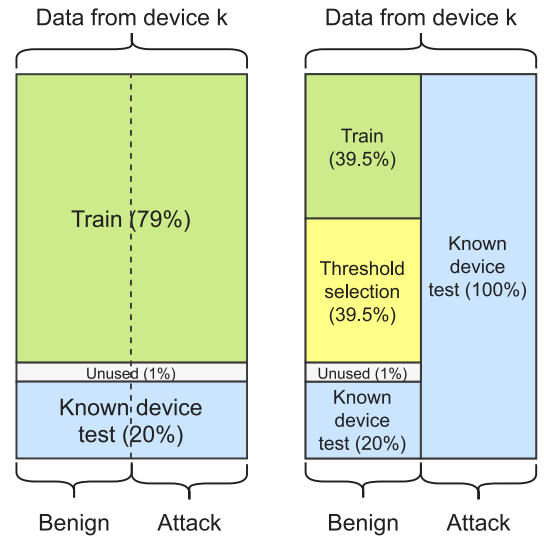 Data from device k
Train (79%)
Unused (1%)
Known device
test (20%)
Benign
Attack
Data from device k
Train
(39.5%)
Threshold
selection
(39.5%)
Unused (1%)
Known
device
test (20%)
Known
device
test (100%)
Benign
Attack